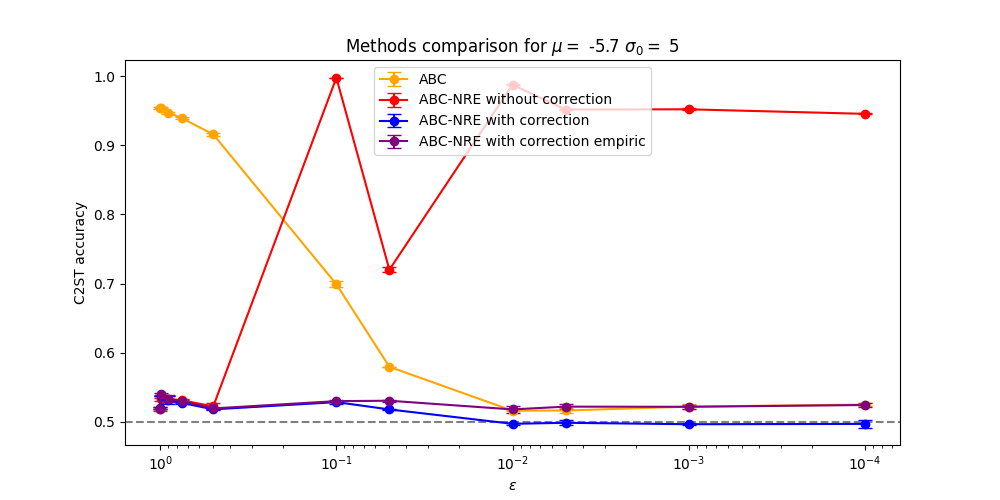 Methods comparison for μ = -5.7 σ₀ = 5
ABC
ABC-NRE without correction
ABC-NRE with correction
ABC-NRE with correction empiric
C2ST accuracy
1.0
0.9
0.8
0.7
0.6
0.5
10⁰ 10⁻¹ 10⁻² 10⁻³ 10⁻⁴
ε